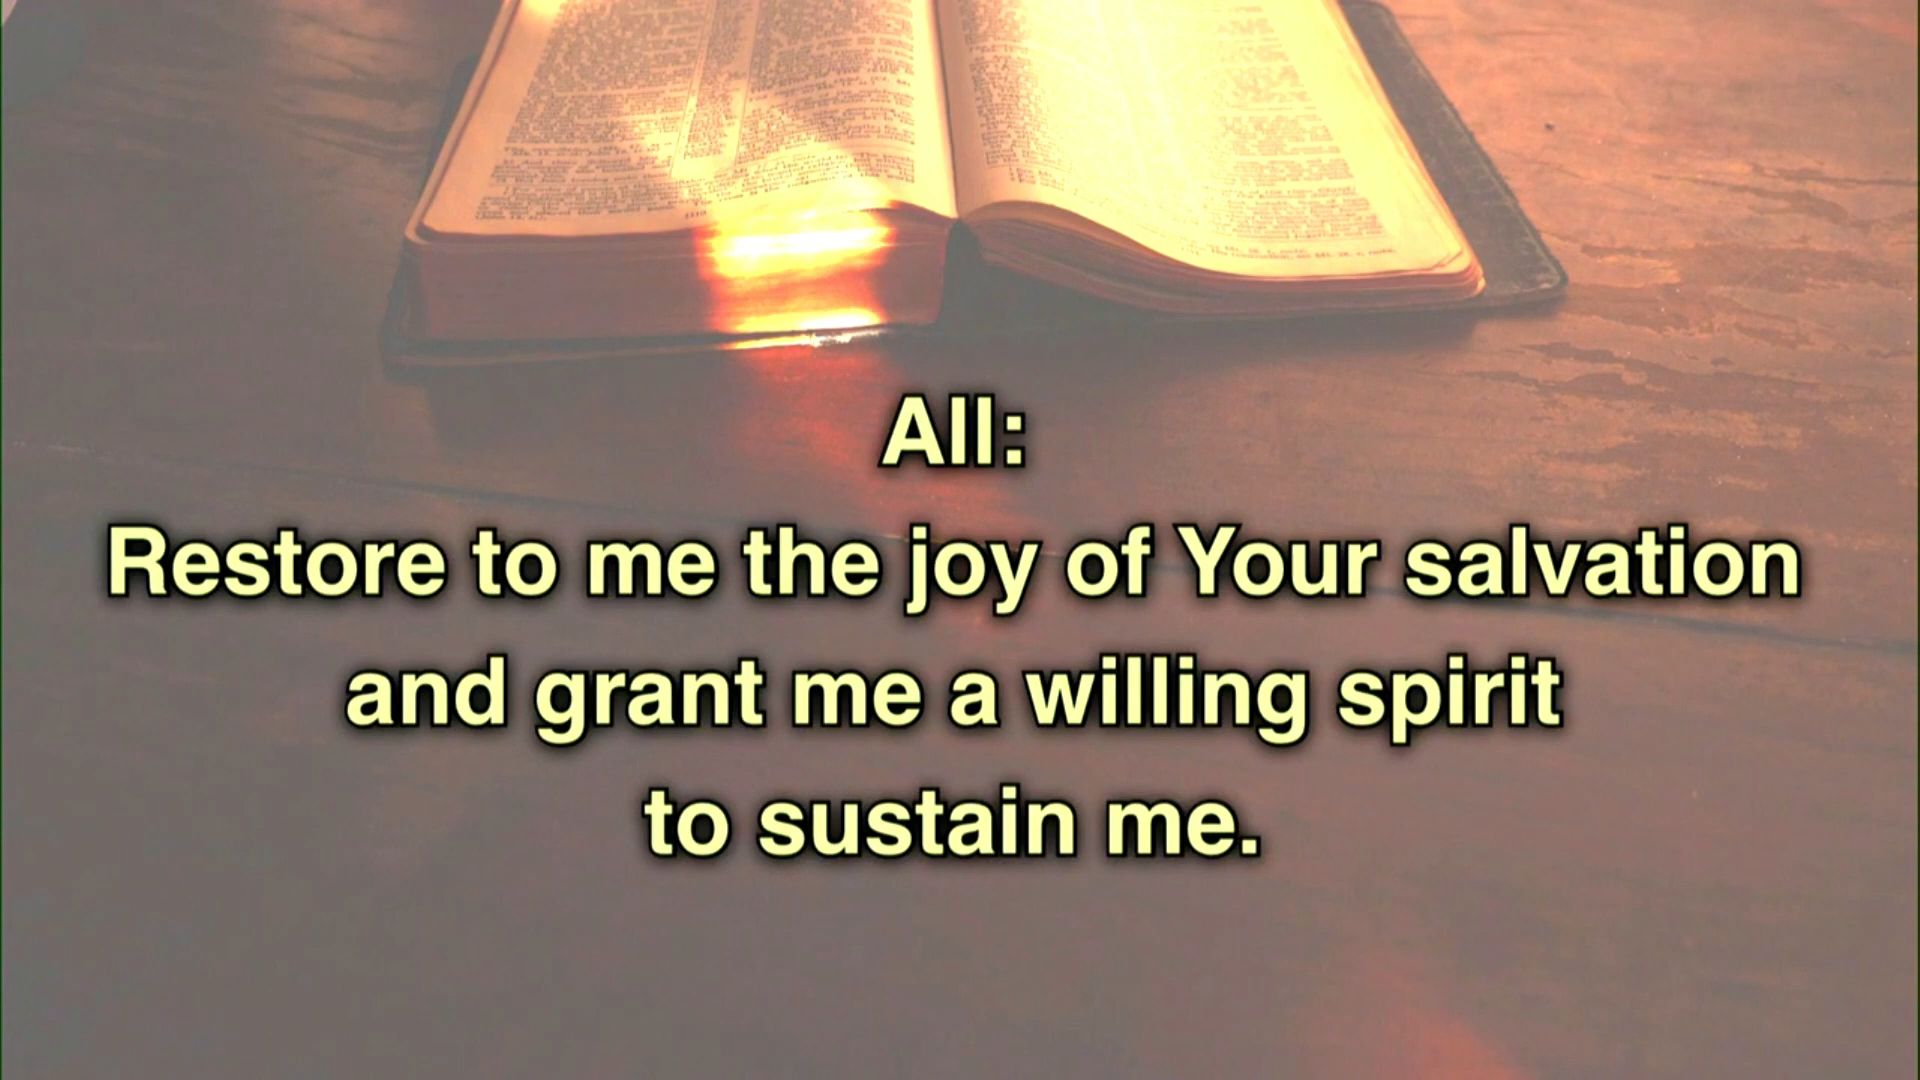 All:
Restore to me the joy of Your salvation
and grant me a willing spirit
to sustain me.